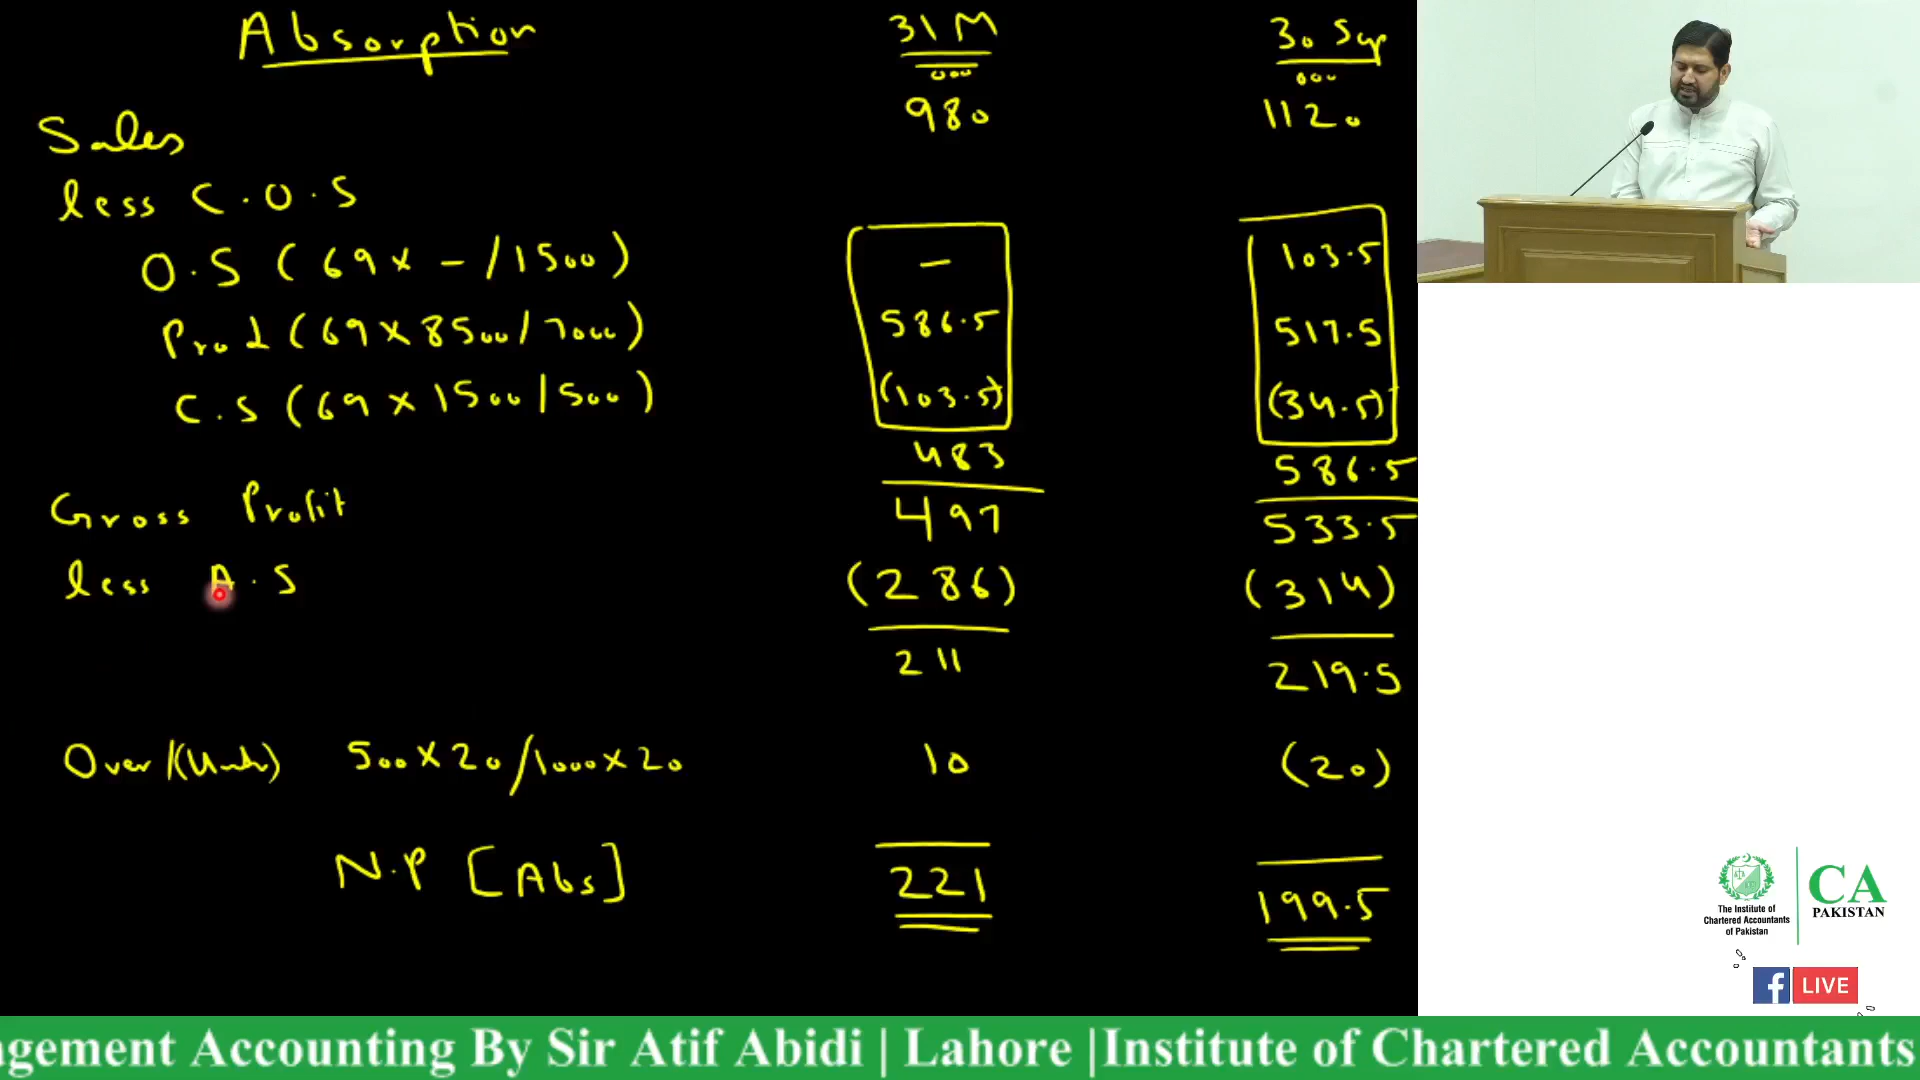 Absorption 31 M 30 Sep
000 000
Sales 980 1120
less C.O.S
O.S (69 x - / 1500) - 103.5
Prod (69 x 8500 / 7000) 586.5 517.5
C.S (69 x 1500 / 500) (103.5) (34.5)
483 586.5
Gross Profit 497 533.5
less A.S (286) (314)
211 219.5
Over/(Under) 500 x 20 / 1000 x 20 10 (20)
N.P [Abs] 221 199.5
The Institute of
Chartered Accountants
of Pakistan
CA
PAKISTAN
f LIVE
agement Accounting By Sir Atif Abidi | Lahore |Institute of Chartered Accountants